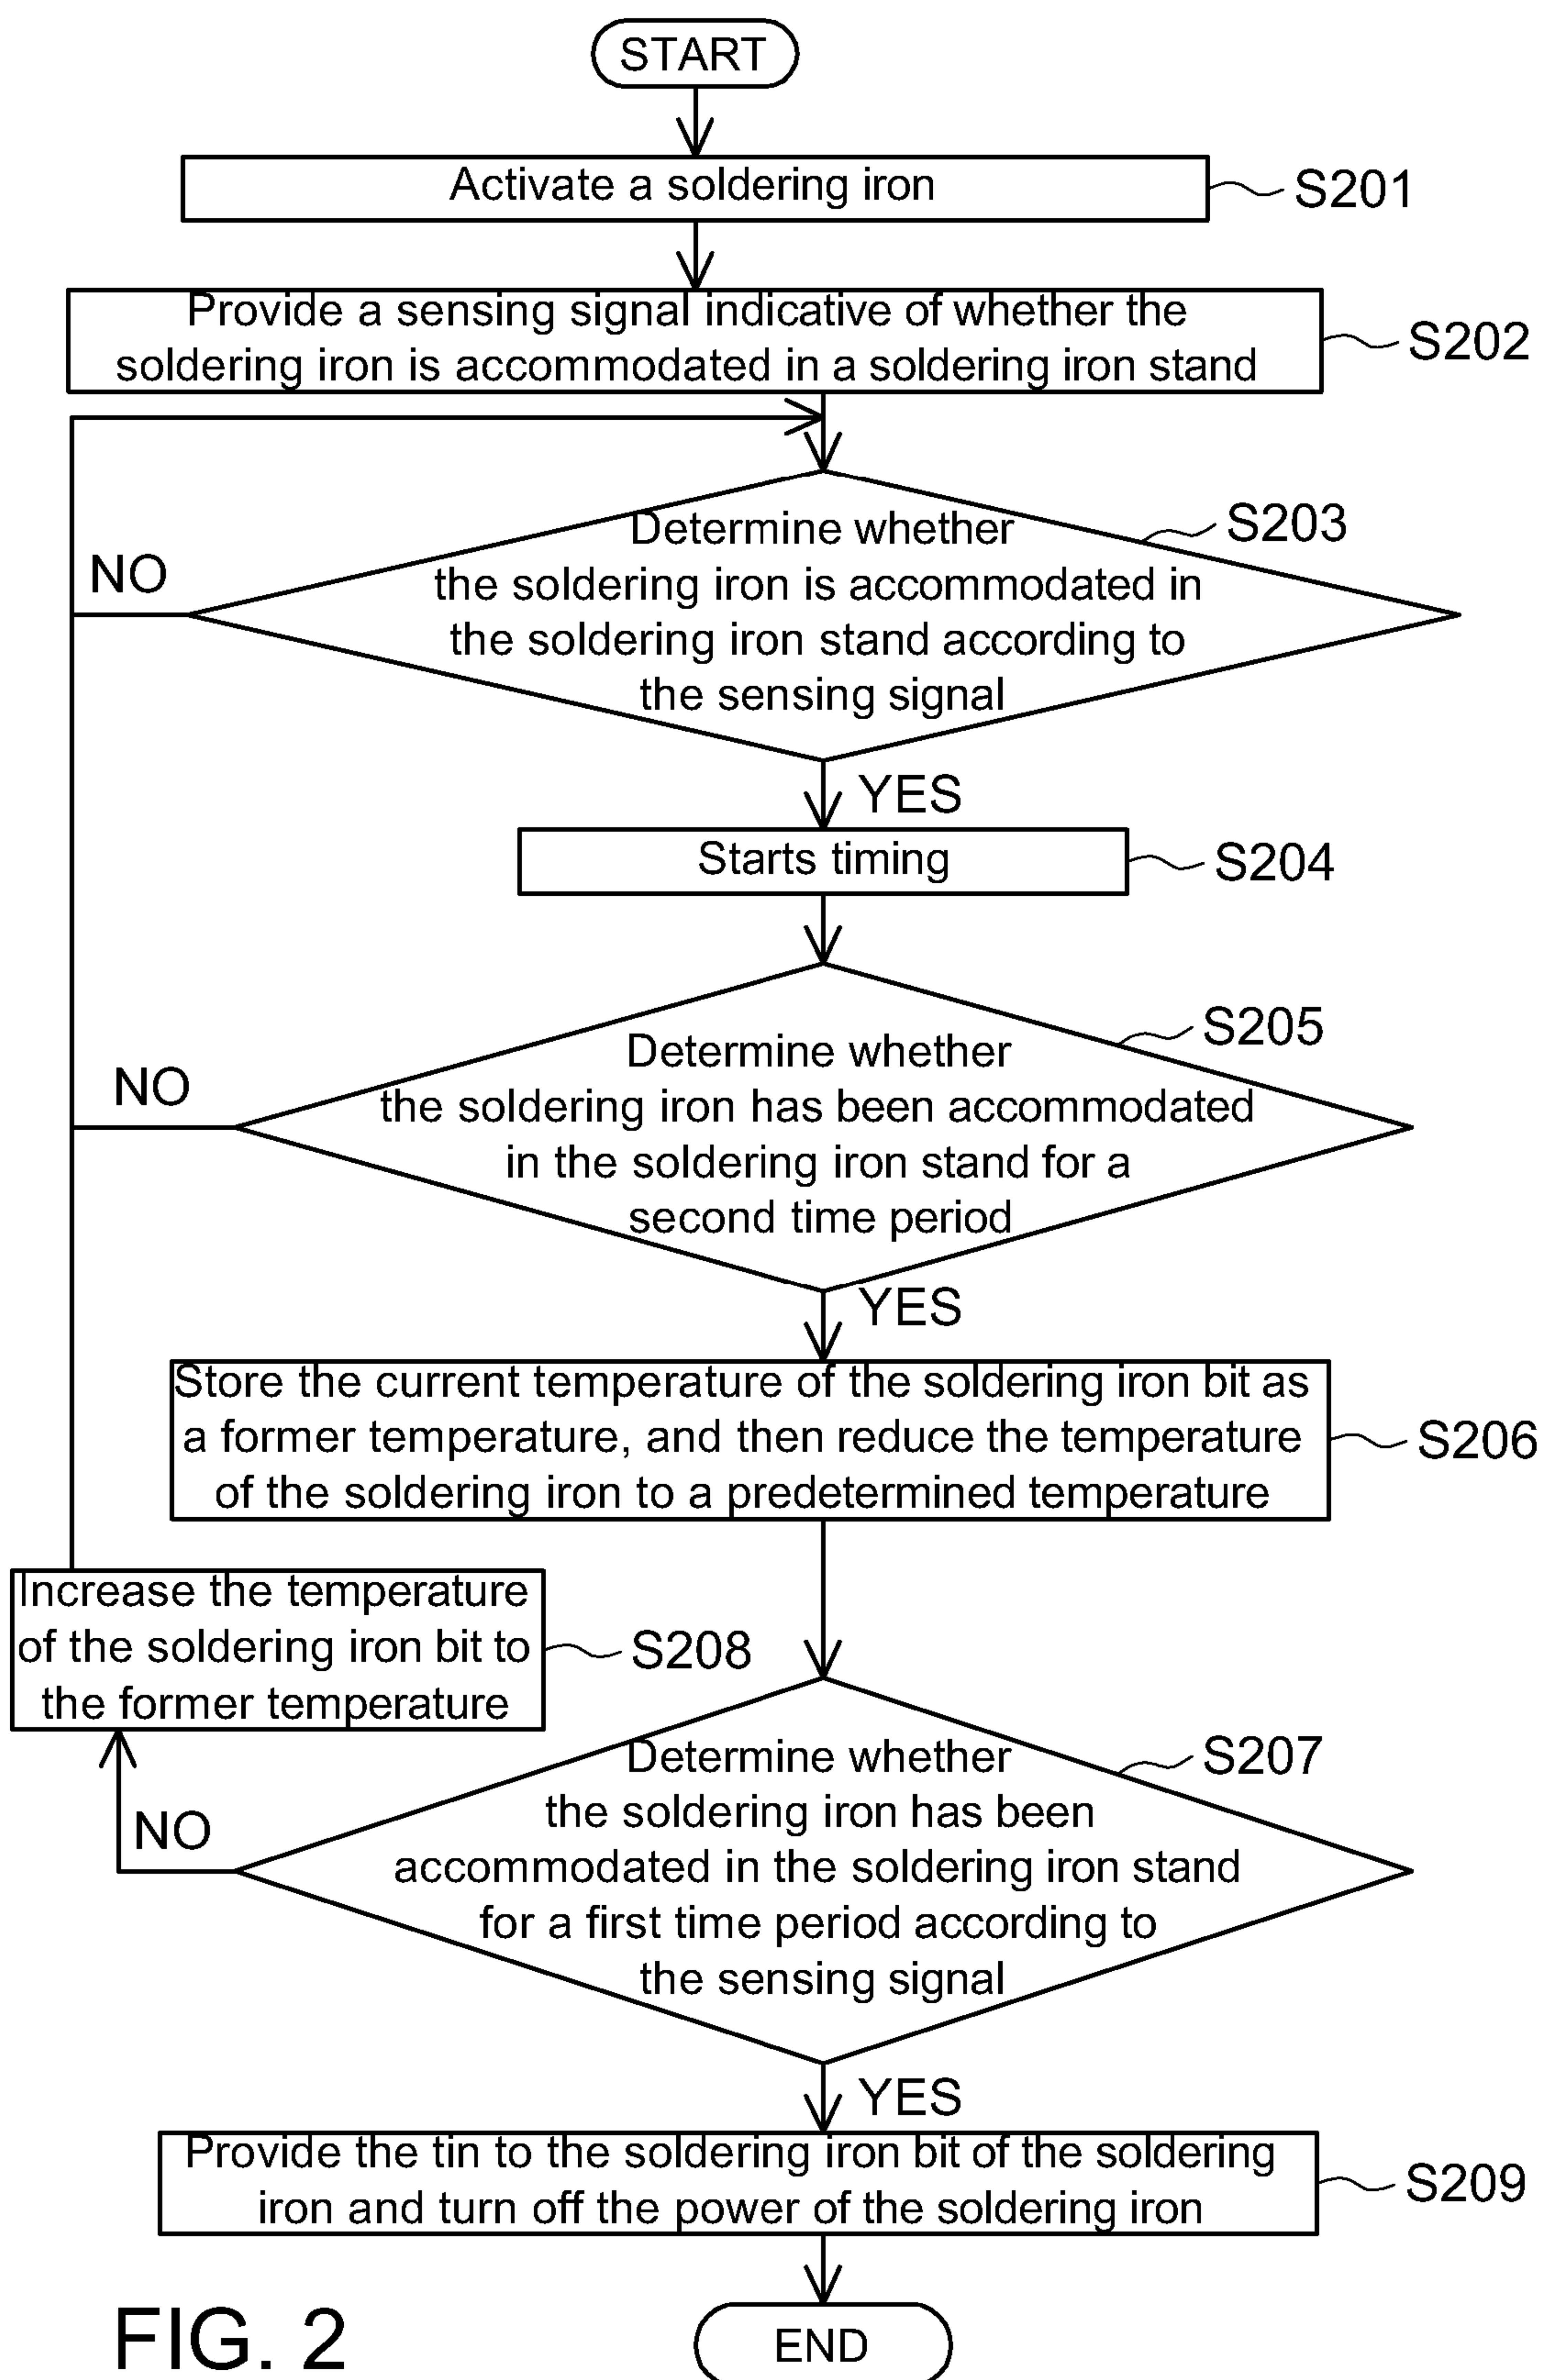 START
Activate a soldering iron
S201
Provide a sensing signal indicative of whether the
soldering iron is accommodated in a soldering iron stand
S202
Determine whether
the soldering iron is accommodated in
the soldering iron stand according to
the sensing signal
S203
NO
YES
Starts timing
S204
Determine whether
the soldering iron has been accommodated
in the soldering iron stand for a
second time period
S205
NO
YES
Store the current temperature of the soldering iron bit as
a former temperature, and then reduce the temperature
of the soldering iron to a predetermined temperature
S206
Increase the temperature
of the soldering iron bit to
the former temperature
S208
Determine whether
the soldering iron has been
accommodated in the soldering iron stand
for a first time period according to
the sensing signal
S207
NO
YES
Provide the tin to the soldering iron bit of the soldering
iron and turn off the power of the soldering iron
S209
END
FIG. 2